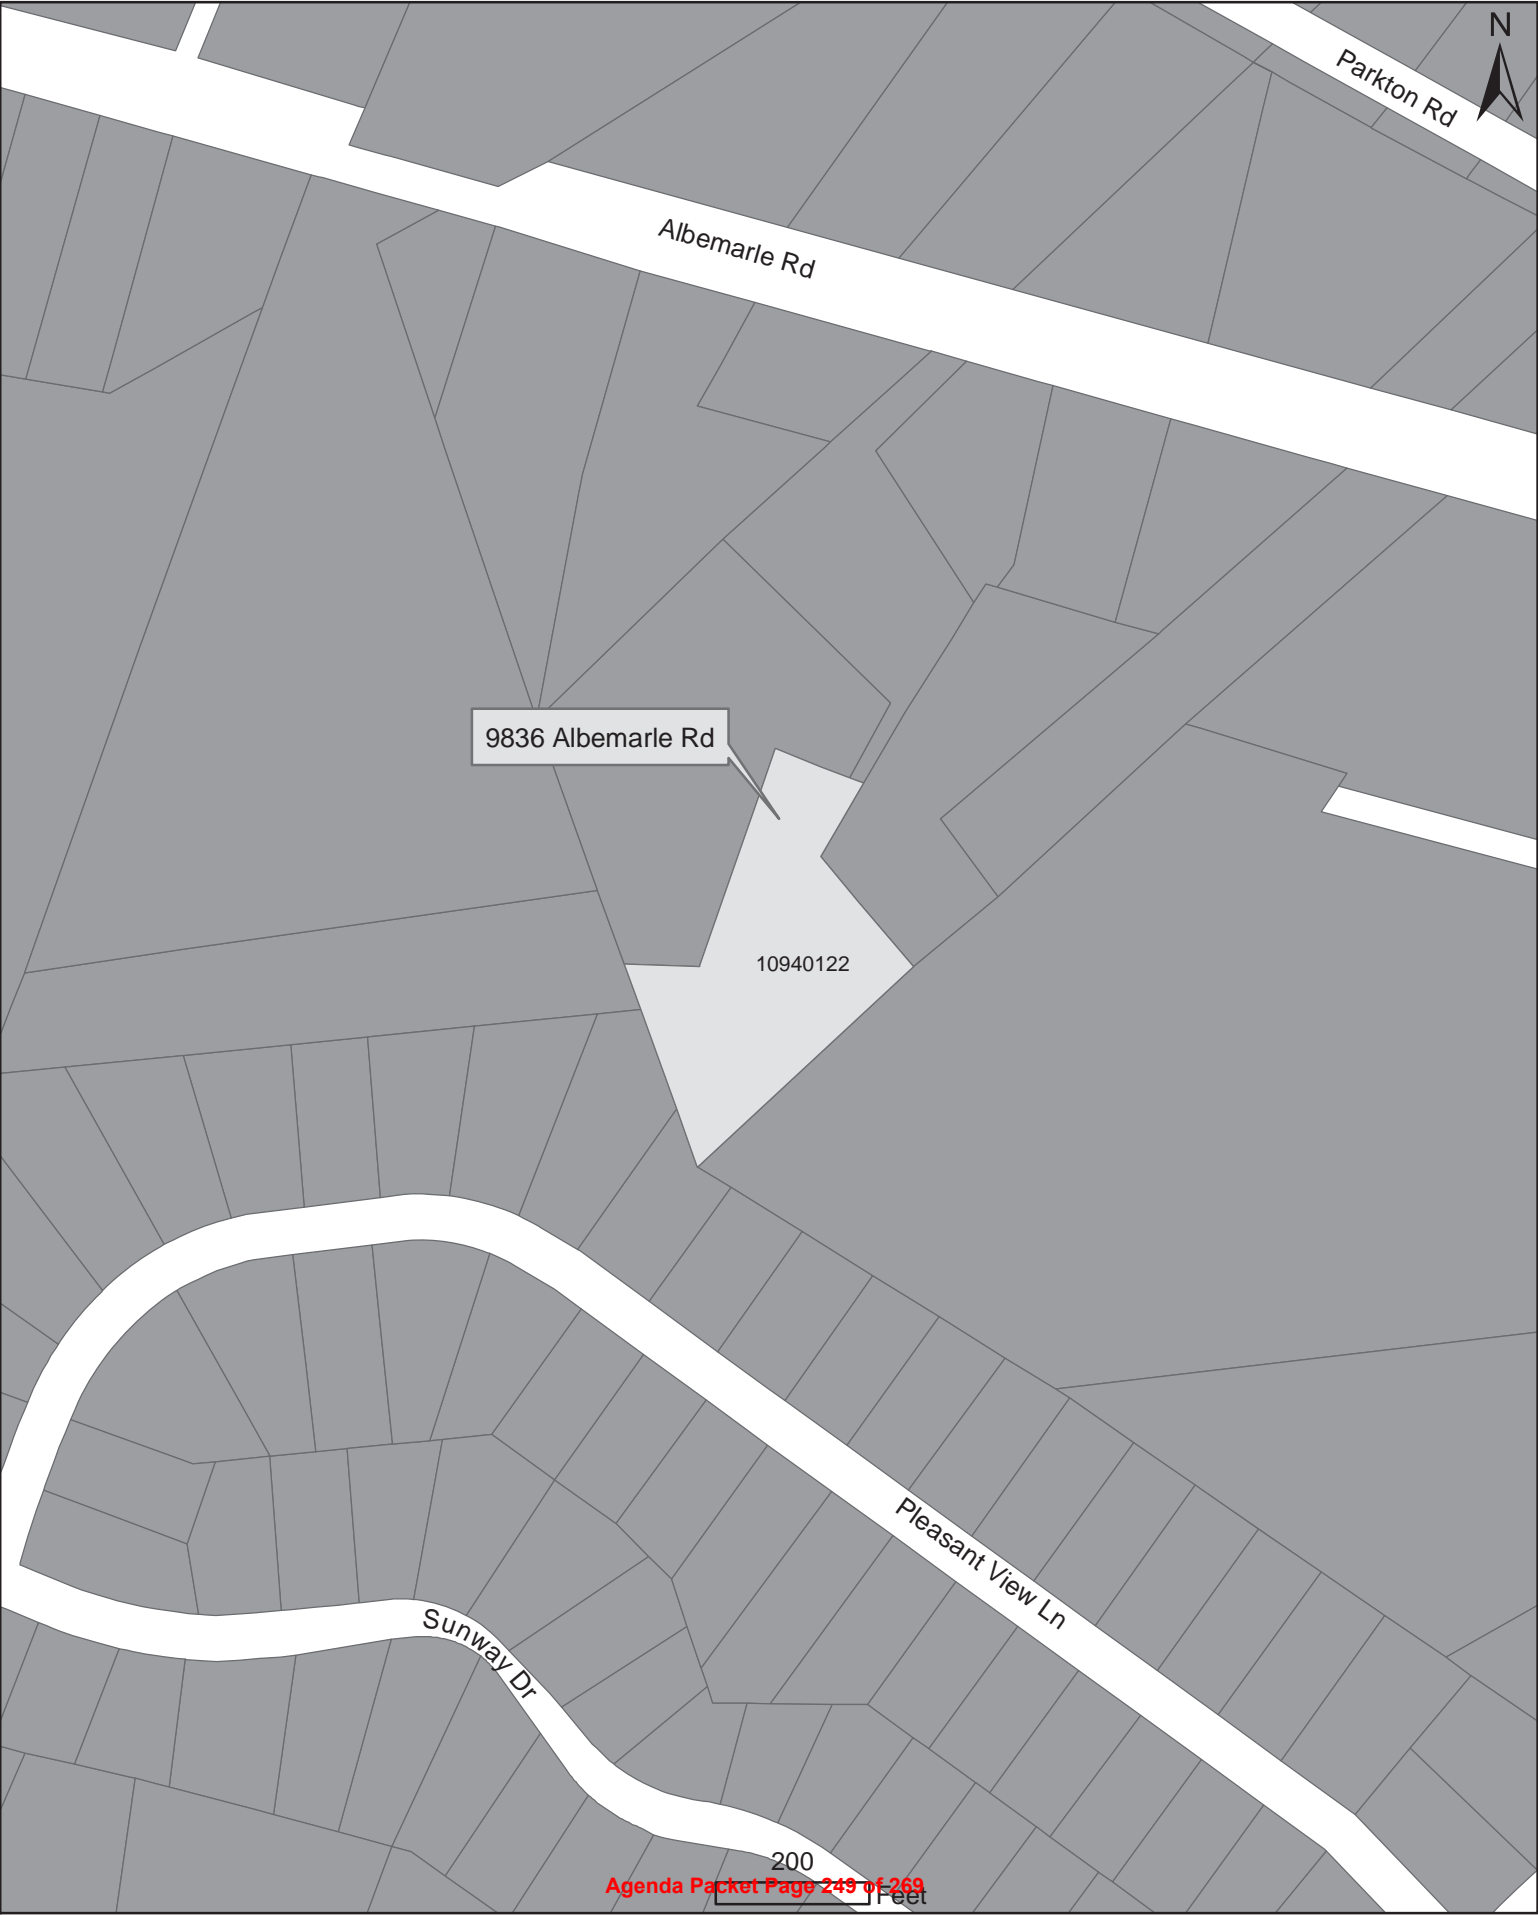 N
Parkton Rd
Albemarle Rd
9836 Albemarle Rd
10940122
Pleasant View Ln
Sunway Dr
200
Agenda Packet Page 249 of 269
Feet